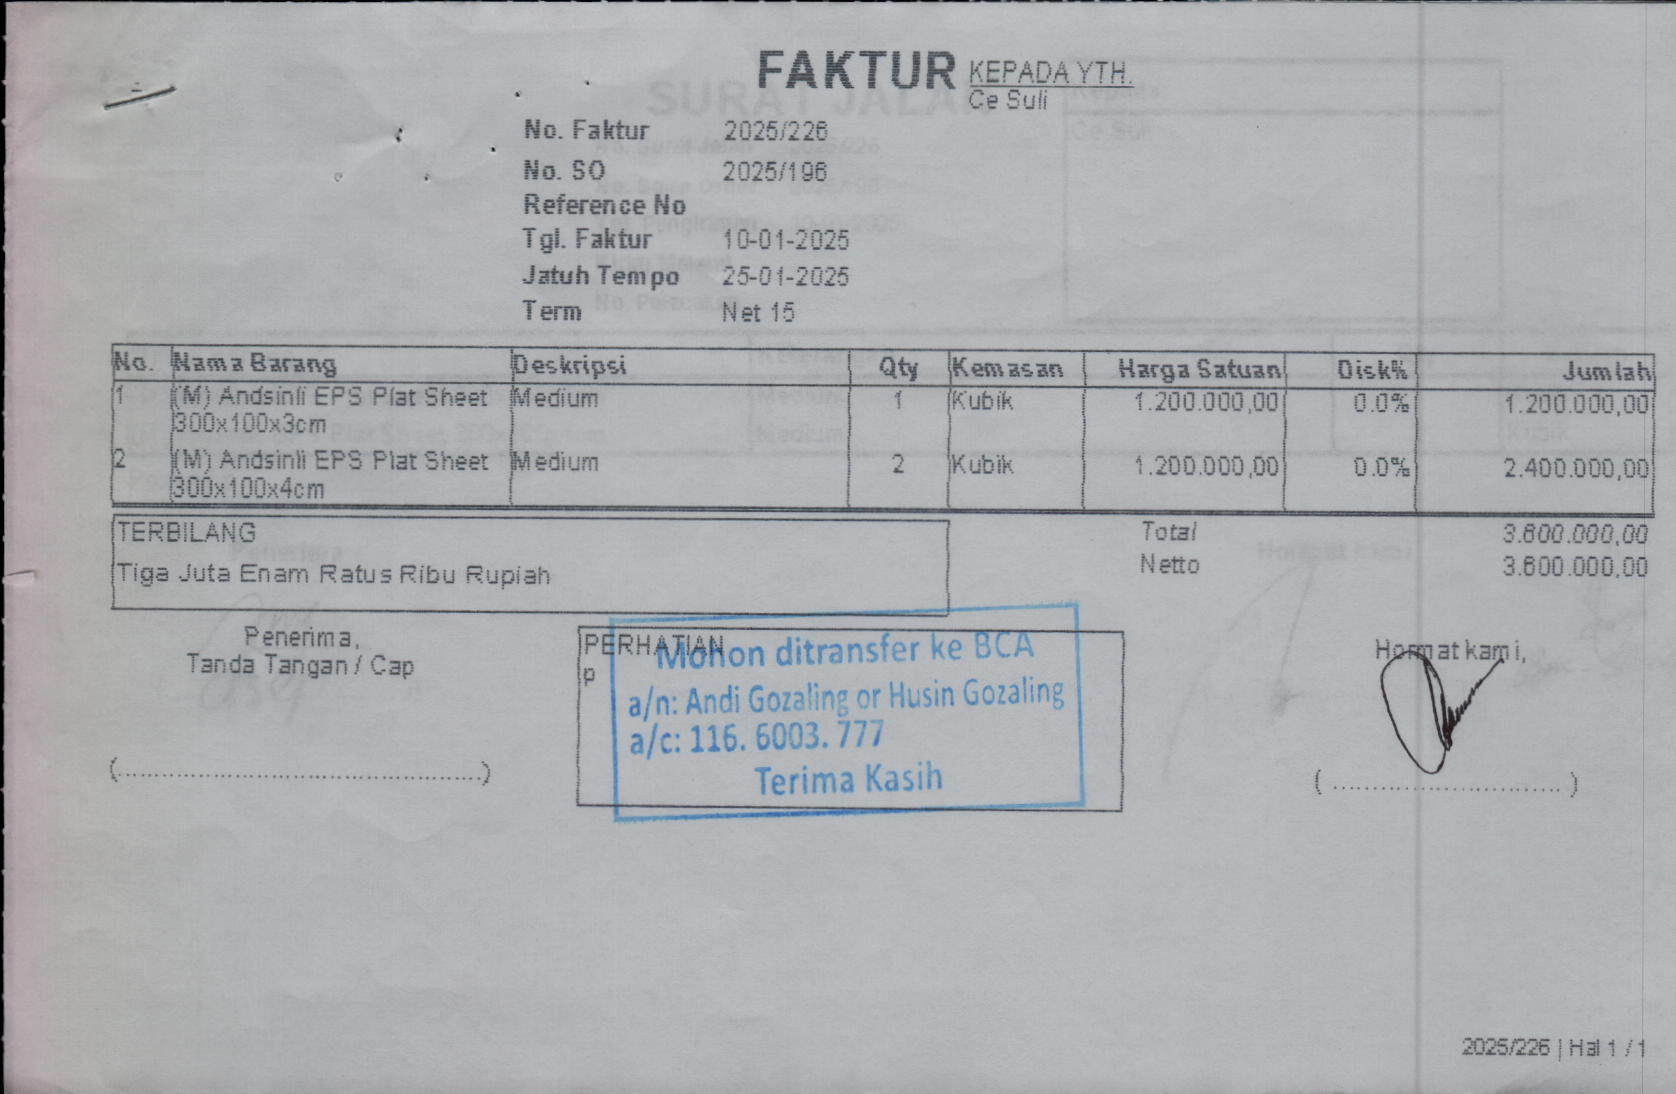 FAKTUR
KEPADA YTH.
Ce Suli
No. Faktur 2025/226
No. SO 2025/196
Reference No
Tgl. Faktur 10-01-2025
Jatuh Tempo 25-01-2025
Term Net 15
No. Nama Barang Deskripsi Qty Kemasan Harga Satuan Disk% Jumlah
1 (M) Andsinli EPS Plat Sheet Medium 1 Kubik 1.200.000,00 0.0% 1.200.000,00
300x100x3cm
2 (M) Andsinli EPS Plat Sheet Medium 2 Kubik 1.200.000,00 0.0% 2.400.000,00
300x100x4cm
TERBILANG
Tiga Juta Enam Ratus Ribu Rupiah
Total 3.600.000,00
Netto 3.600.000,00
Penerima,
Tanda Tangan / Cap
(...............................................)
PERHATIAN
p
Mohon ditransfer ke BCA
a/n: Andi Gozaling or Husin Gozaling
a/c: 116. 6003. 777
Terima Kasih
Hormat kami,
( ............................. )
2025/226 | Hal 1 / 1